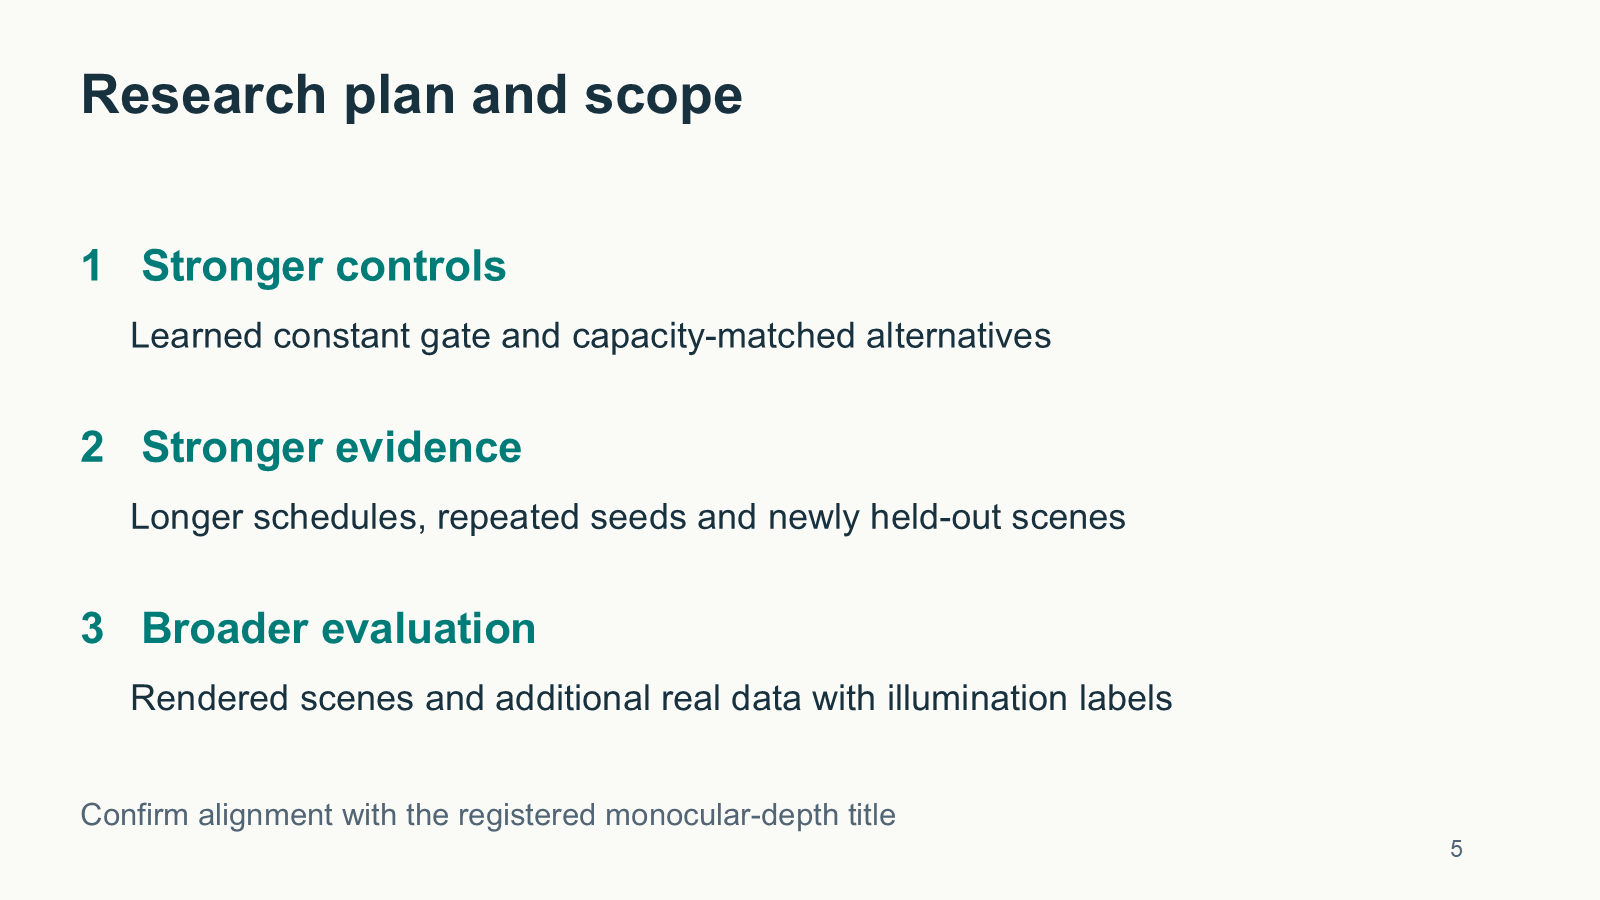 Research plan and scope
1 Stronger controls
Learned constant gate and capacity-matched alternatives
2 Stronger evidence
Longer schedules, repeated seeds and newly held-out scenes
3 Broader evaluation
Rendered scenes and additional real data with illumination labels
Confirm alignment with the registered monocular-depth title
5